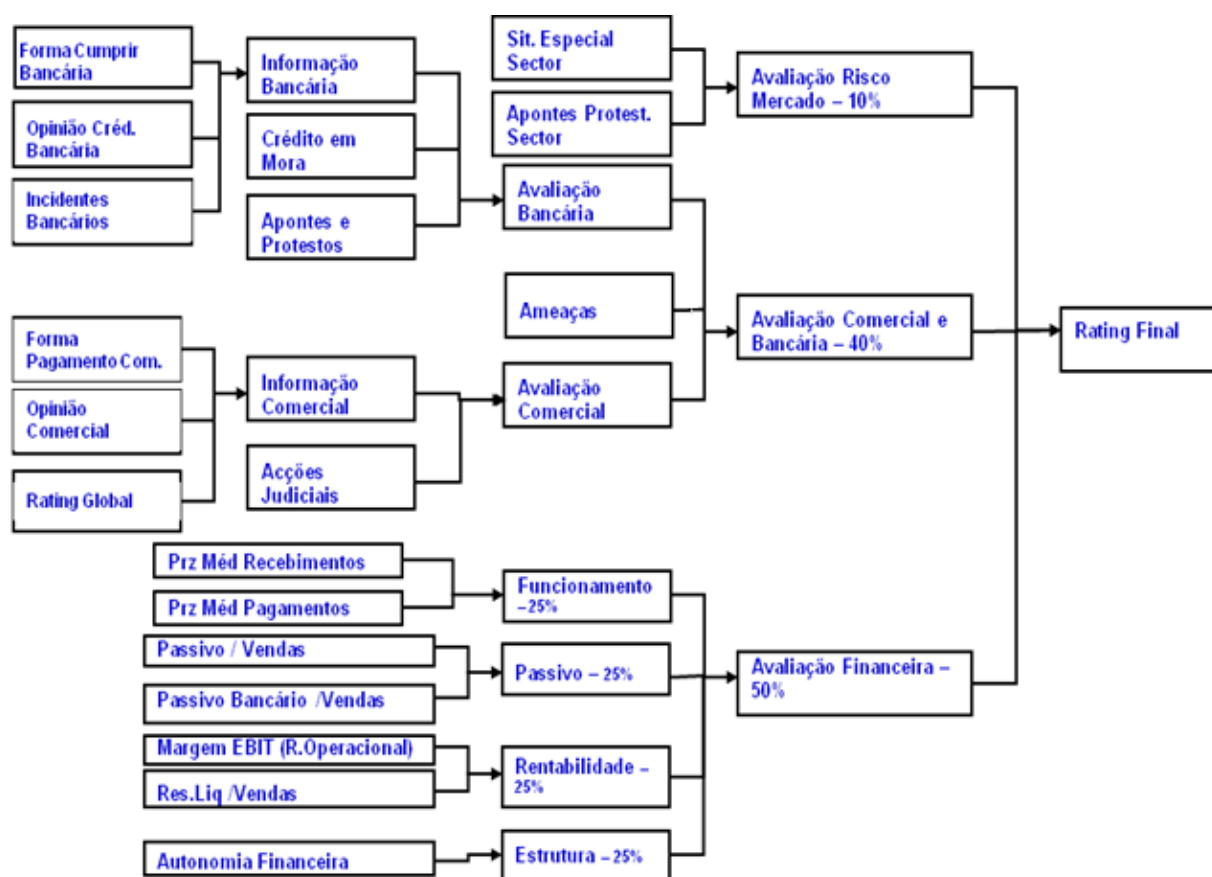 Forma Cumprir
Bancária
Opinião Créd.
Bancária
Incidentes
Bancários
Informação
Bancária
Crédito em
Mora
Apontes e
Protestos
Sit. Especial
Sector
Apontes Protest.
Sector
Avaliação Risco
Mercado – 10%
Avaliação
Bancária
Ameaças
Avaliação Comercial e
Bancária – 40%
Rating Final
Forma
Pagamento Com.
Opinião
Comercial
Rating Global
Informação
Comercial
Acções
Judiciais
Avaliação
Comercial
Prz Méd Recebimentos
Prz Méd Pagamentos
Funcionamento
– 25%
Passivo / Vendas
Passivo Bancário /Vendas
Passivo – 25%
Avaliação Financeira –
50%
Margem EBIT (R.Operacional)
Res.Liq /Vendas
Rentabilidade –
25%
Autonomia Financeira
Estrutura – 25%